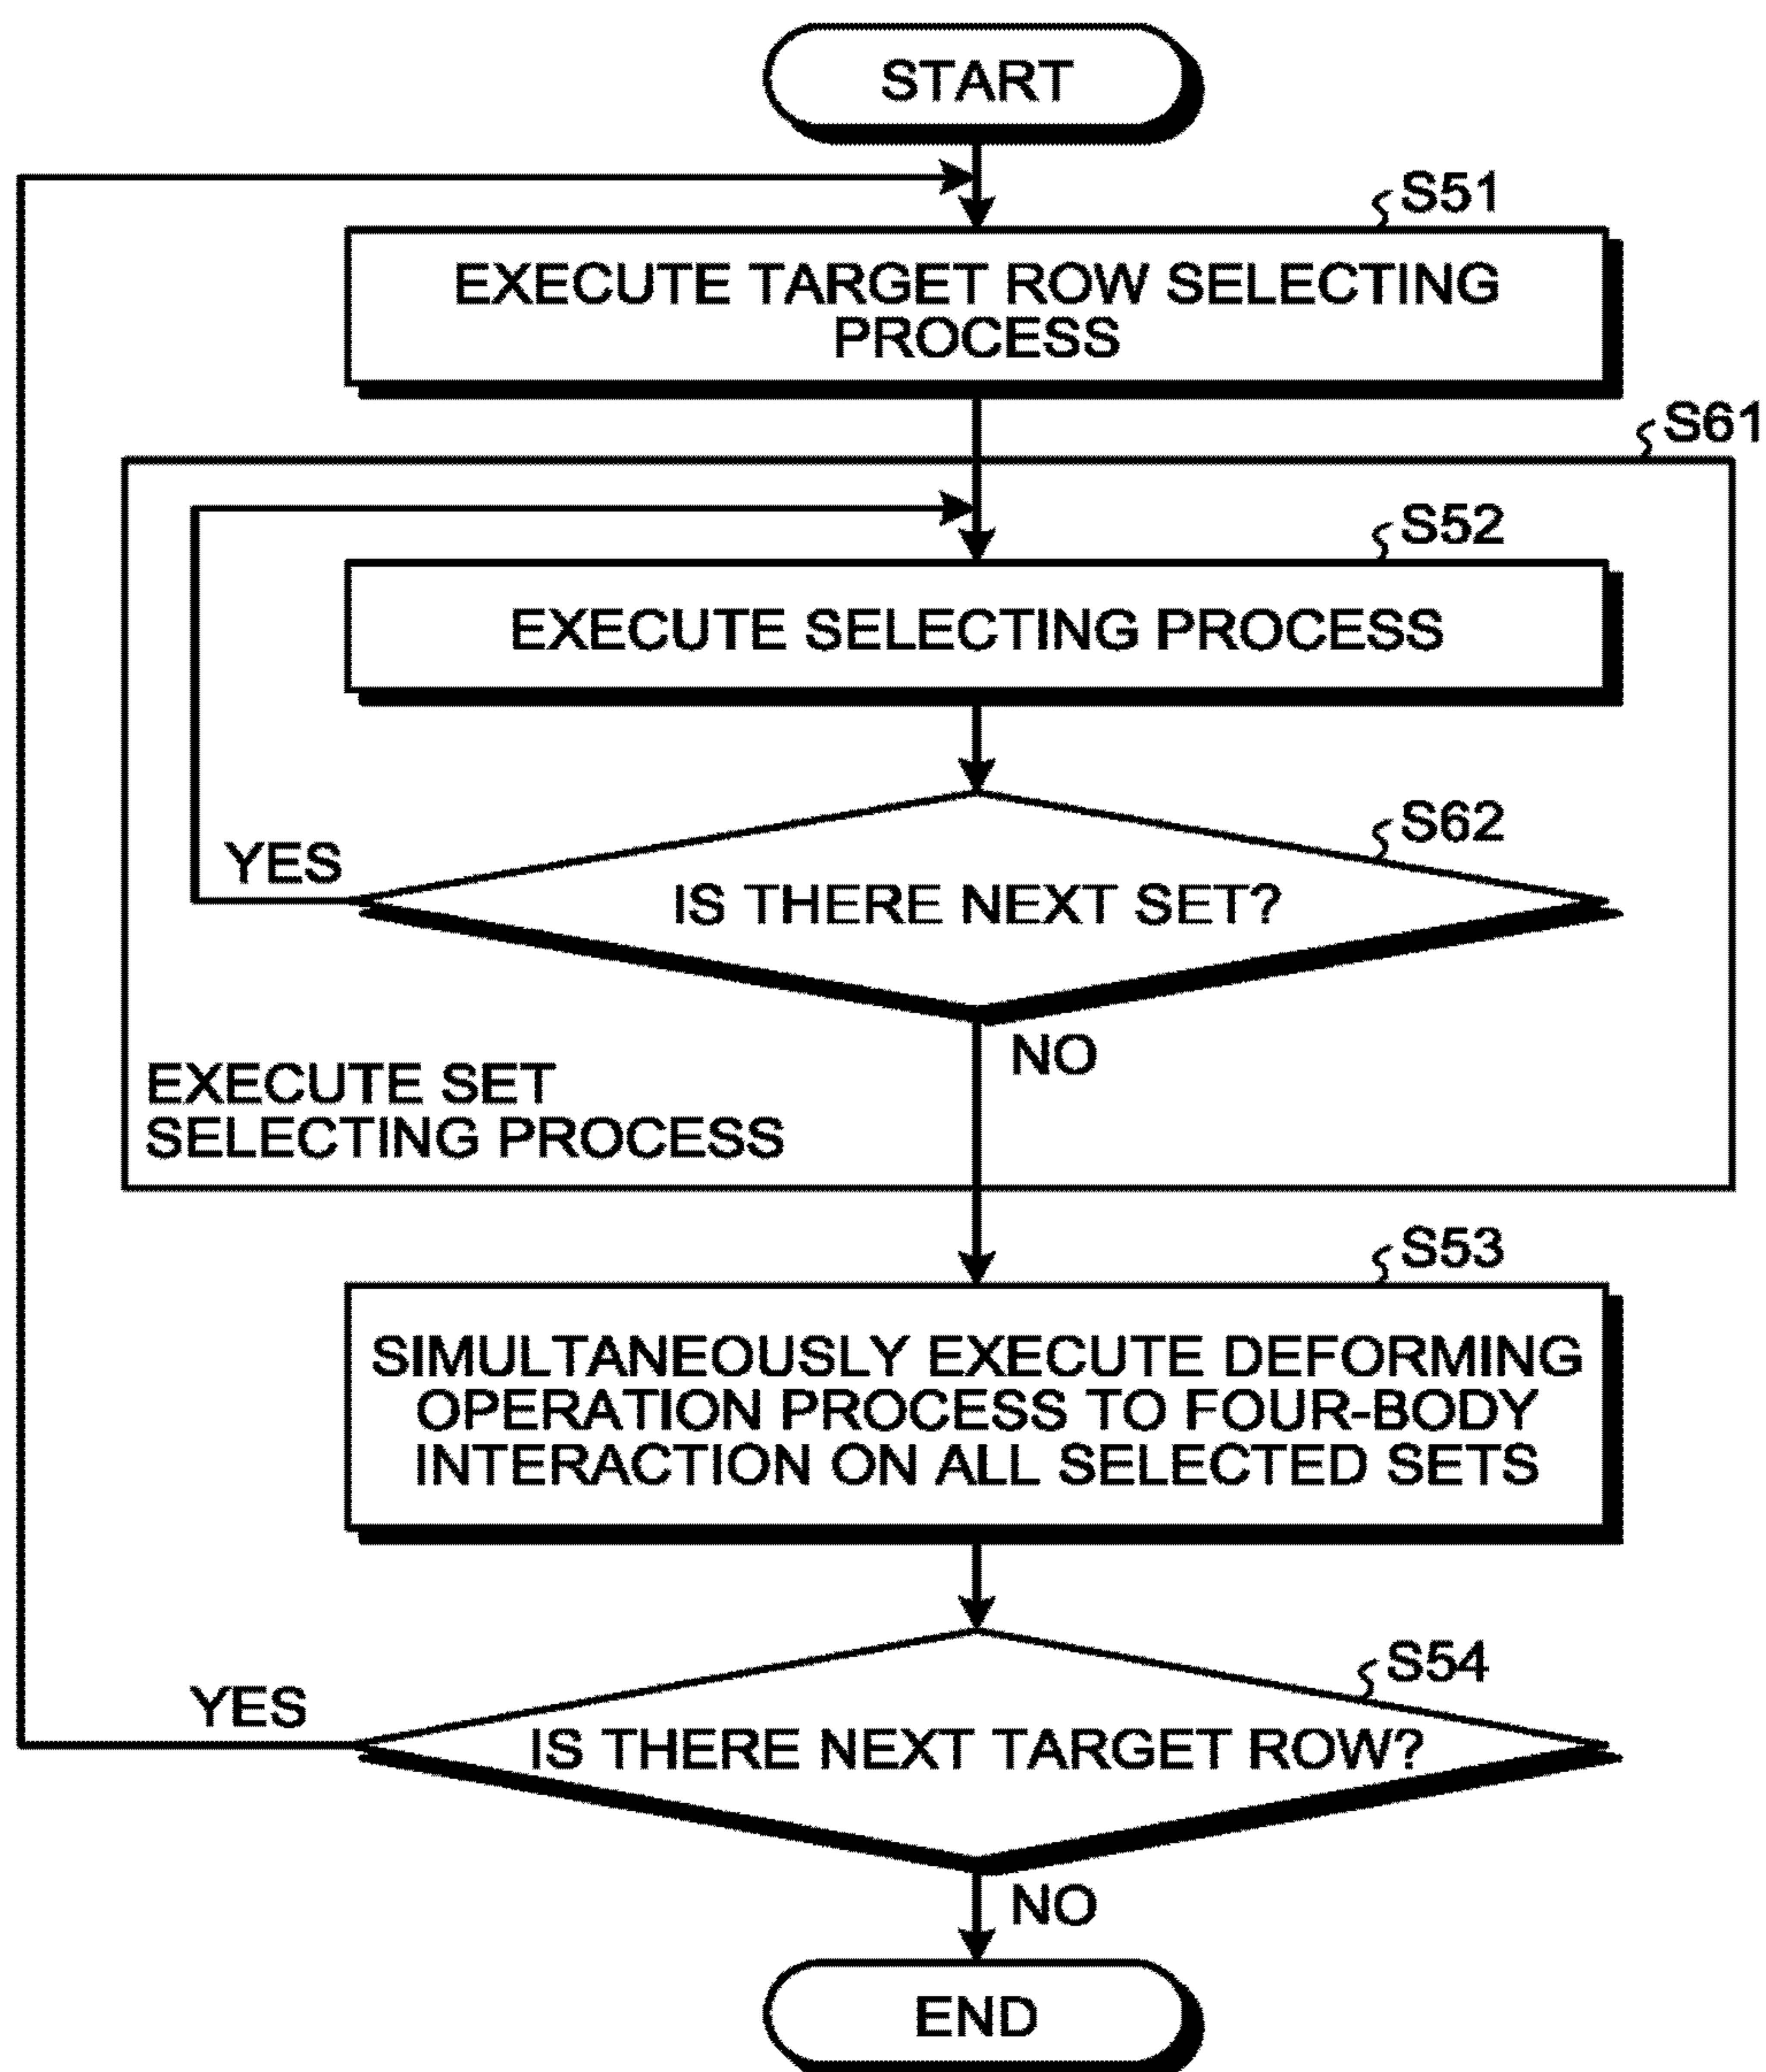 START
S51
EXECUTE TARGET ROW SELECTING
PROCESS
S61
S52
EXECUTE SELECTING PROCESS
S62
YES
IS THERE NEXT SET?
NO
EXECUTE SET
SELECTING PROCESS
S53
SIMULTANEOUSLY EXECUTE DEFORMING
OPERATION PROCESS TO FOUR-BODY
INTERACTION ON ALL SELECTED SETS
S54
YES
IS THERE NEXT TARGET ROW?
NO
END